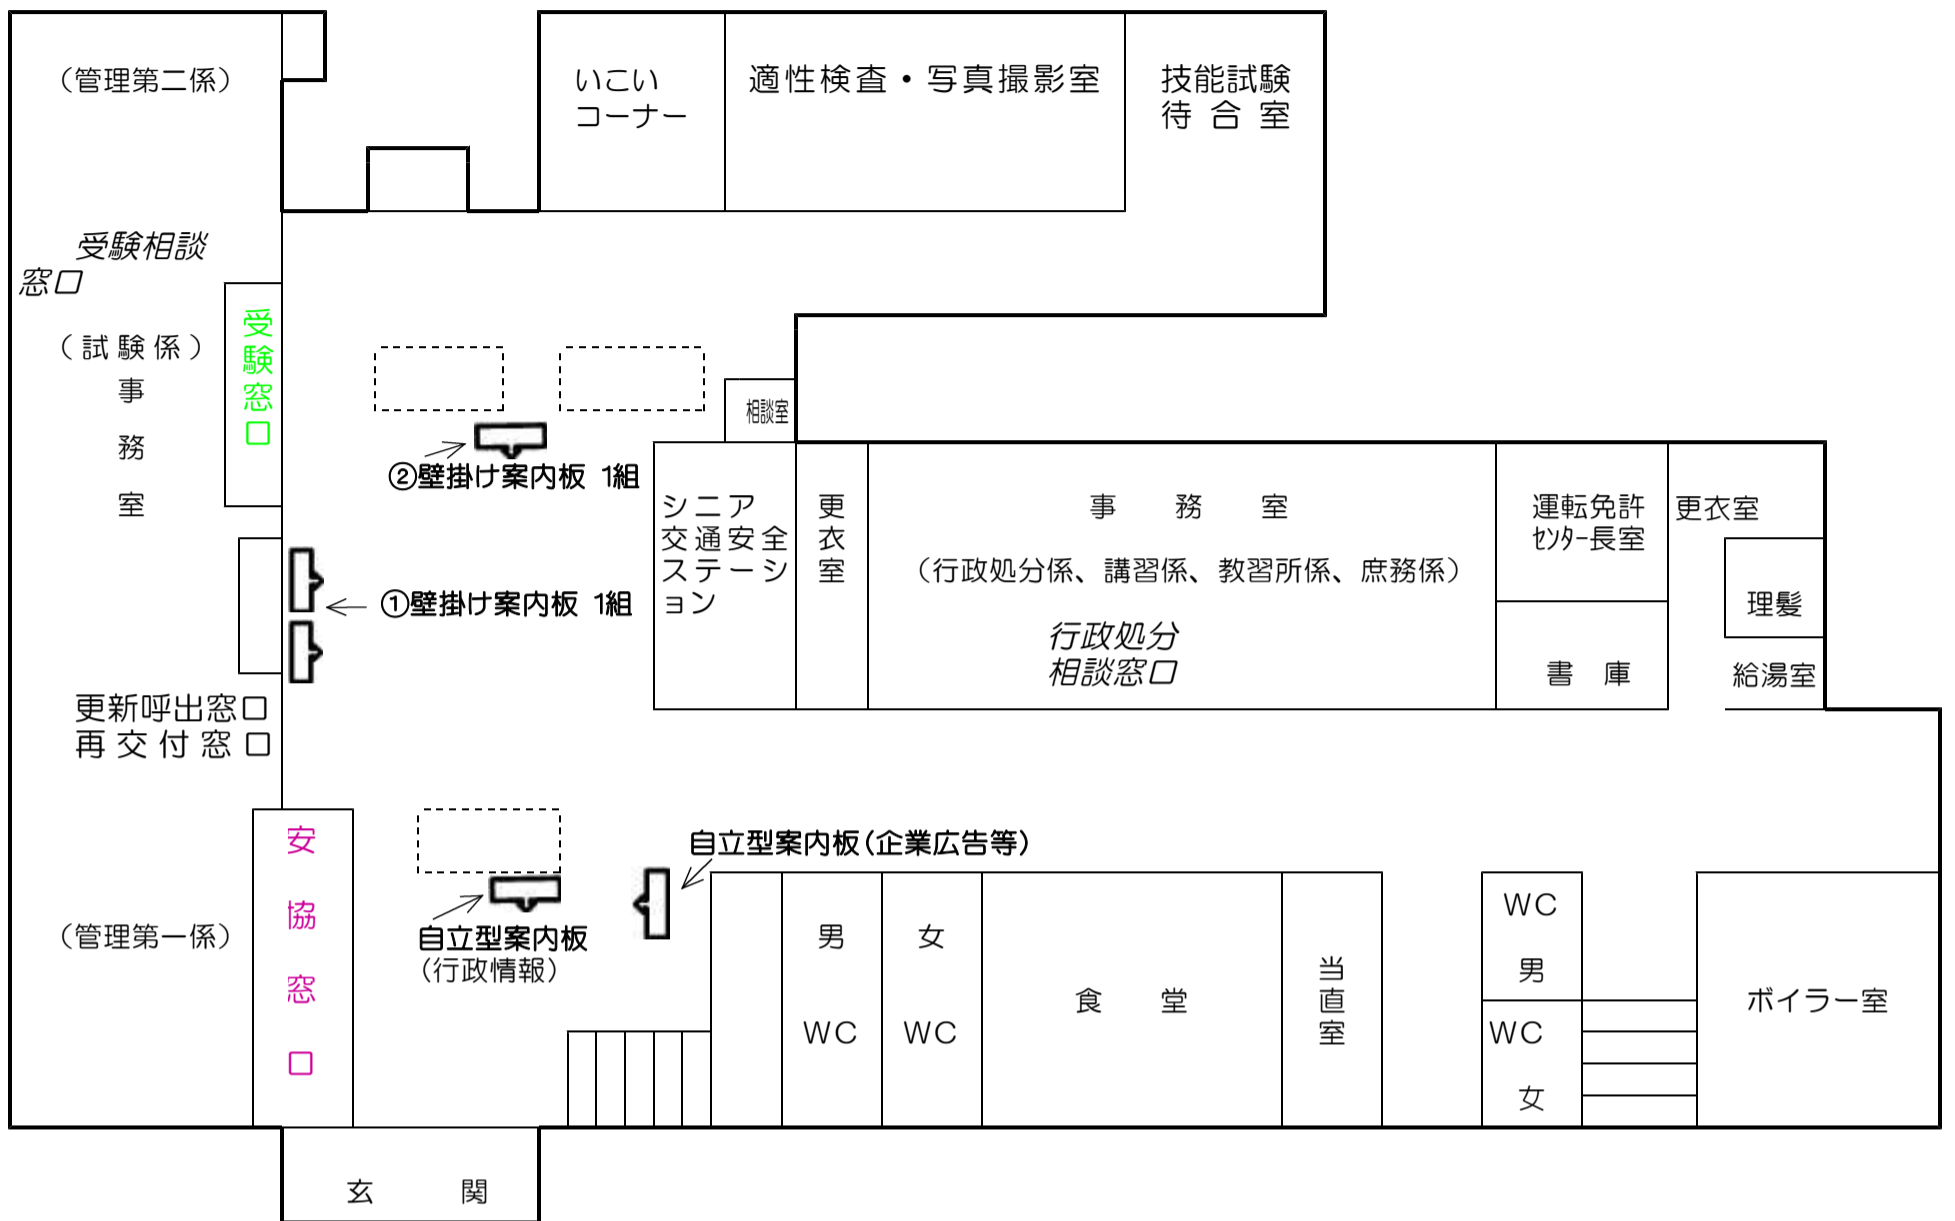 （管理第二係）
いこい
コーナー
適性検査・写真撮影室
技能試験
待合室
受験相談
窓口
（試験係）
事
務
室
受験窓口
相談室
②壁掛け案内板 1組
①壁掛け案内板 1組
シニア
交通安全
ステーシ
ョン
更衣室
事　務　室
（行政処分係、講習係、教習所係、庶務係）
行政処分
相談窓口
運転免許
センター長室
書　庫
更衣室
理髪
給湯室
更新呼出窓口
再交付窓口
安協窓口
（管理第一係）
自立型案内板（企業広告等）
自立型案内板
（行政情報）
男
WC
女
WC
食　堂
当直室
WC
男
WC
女
ボイラー室
玄　関